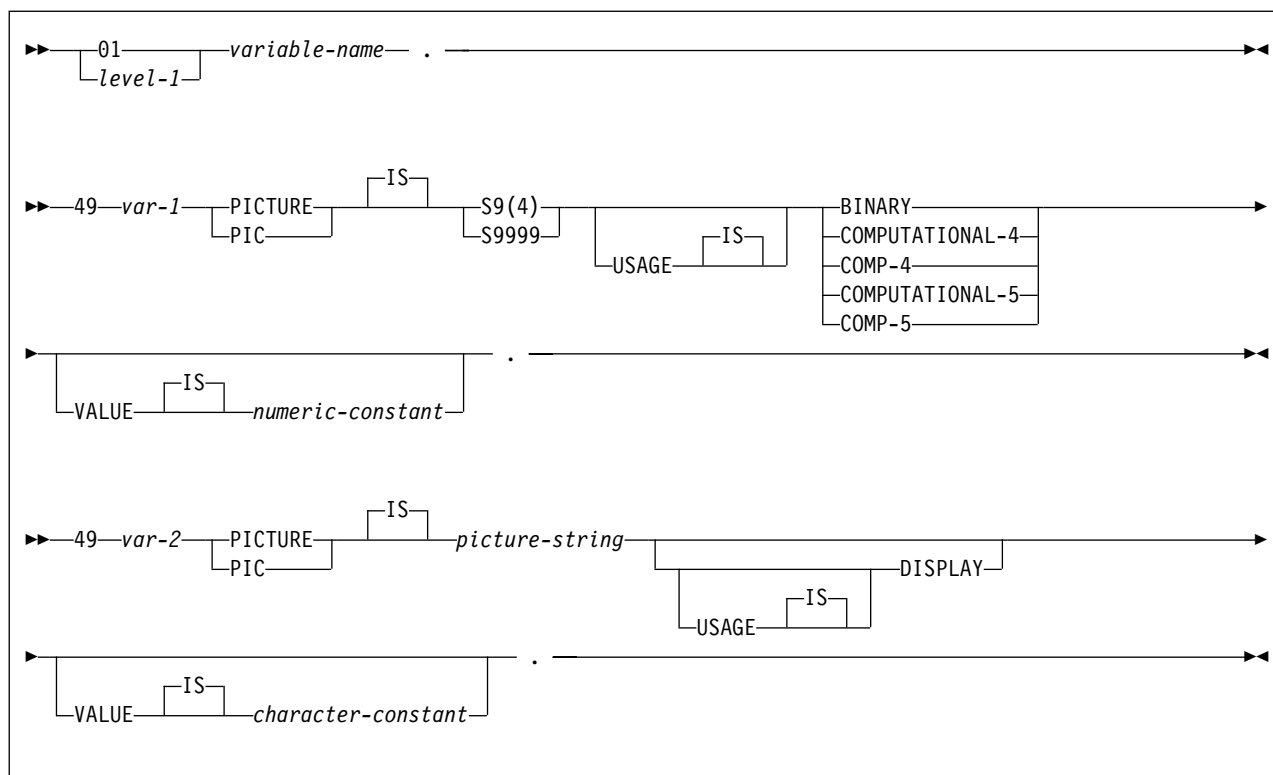 01 variable-name .
level-1
IS
49 var-1 PICTURE S9(4) BINARY
PIC S9999 IS COMPUTATIONAL-4
USAGE COMP-4
COMPUTATIONAL-5
COMP-5
.
IS
VALUE numeric-constant
IS
49 var-2 PICTURE picture-string
PIC DISPLAY
IS
USAGE
.
IS
VALUE character-constant